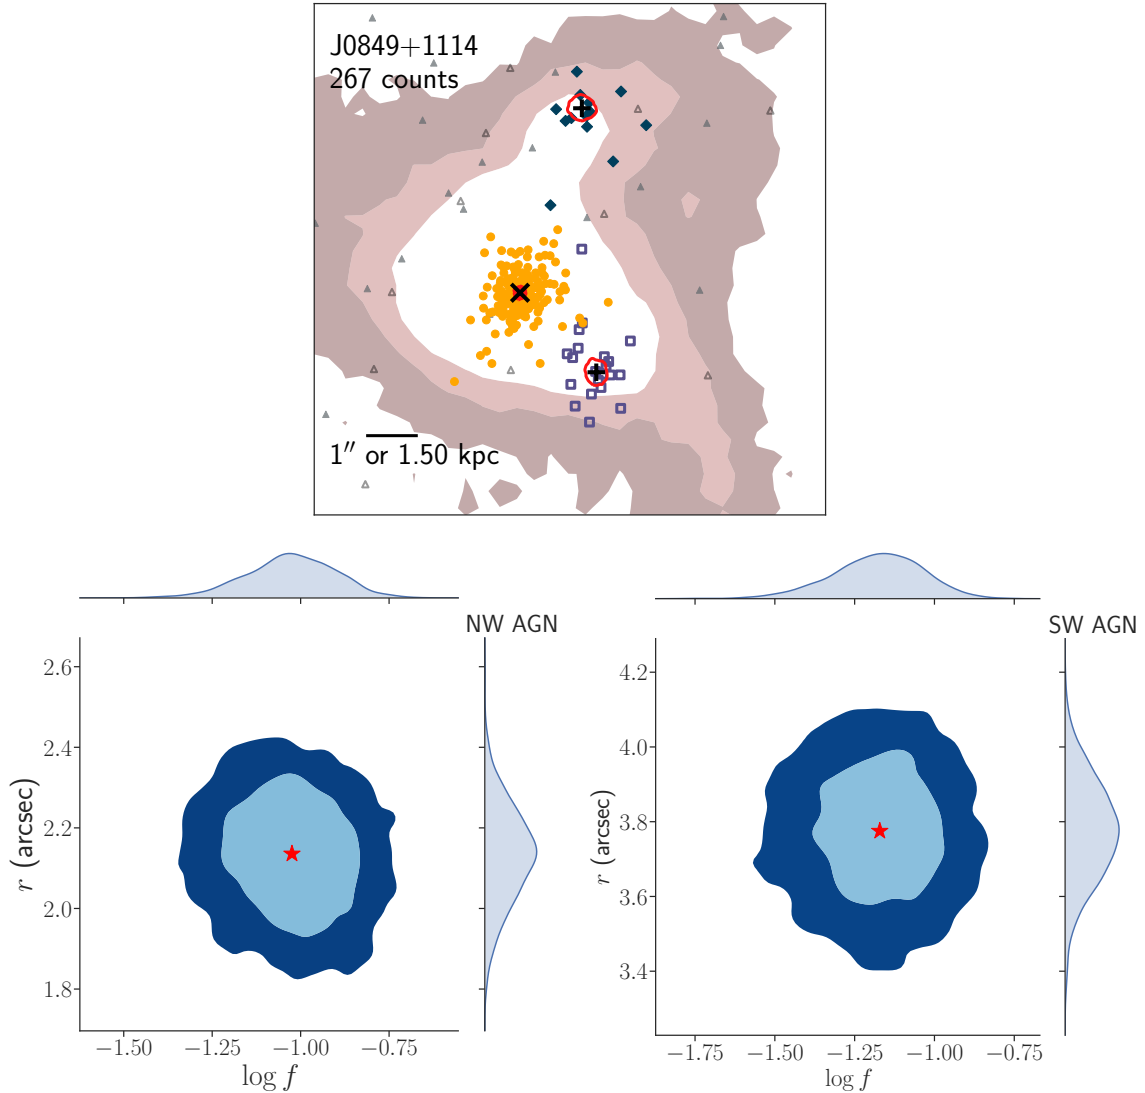 J0849+1114
267 counts
1″ or 1.50 kpc
NW AGN
2.6
2.4
2.2
2.0
1.8
r (arcsec)
−1.50 −1.25 −1.00 −0.75
log f
SW AGN
4.2
4.0
3.8
3.6
3.4
r (arcsec)
−1.75 −1.50 −1.25 −1.00 −0.75
log f